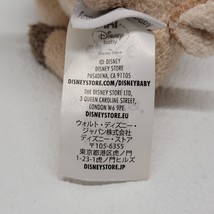 Disney
Baby
© DISNEY
DISNEY STORE
PASADENA, CA 91105
DISNEYSTORE.COM/DISNEYBABY
THE DISNEY STORE LTD,
3 QUEEN CAROLINE STREET,
LONDON W6 9PE
DISNEYSTORE.EU
ウォルト・ディズニー・
ジャパン株式会社
ディズニー・ストア
〒105-6355
東京都港区虎ノ門
1-23-1虎ノ門ヒルズ
DISNEYSTORE.JP